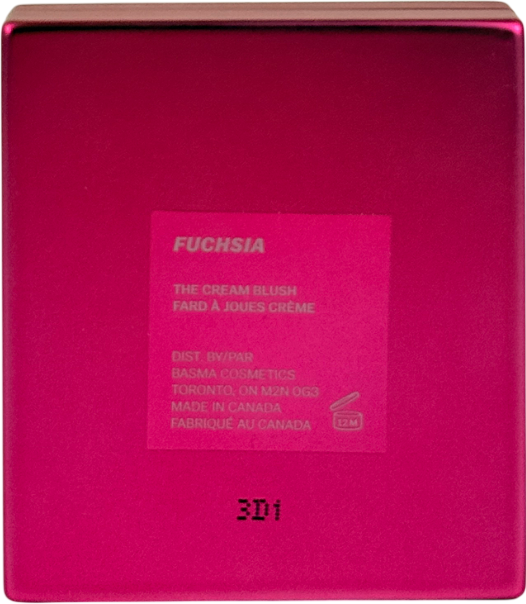 FUCHSIA
THE CREAM BLUSH
FARD À JOUES CRÈME
DIST. BY/PAR
BASMA COSMETICS
TORONTO, ON M2N 0G3
MADE IN CANADA
FABRIQUÉ AU CANADA
12M
3D1